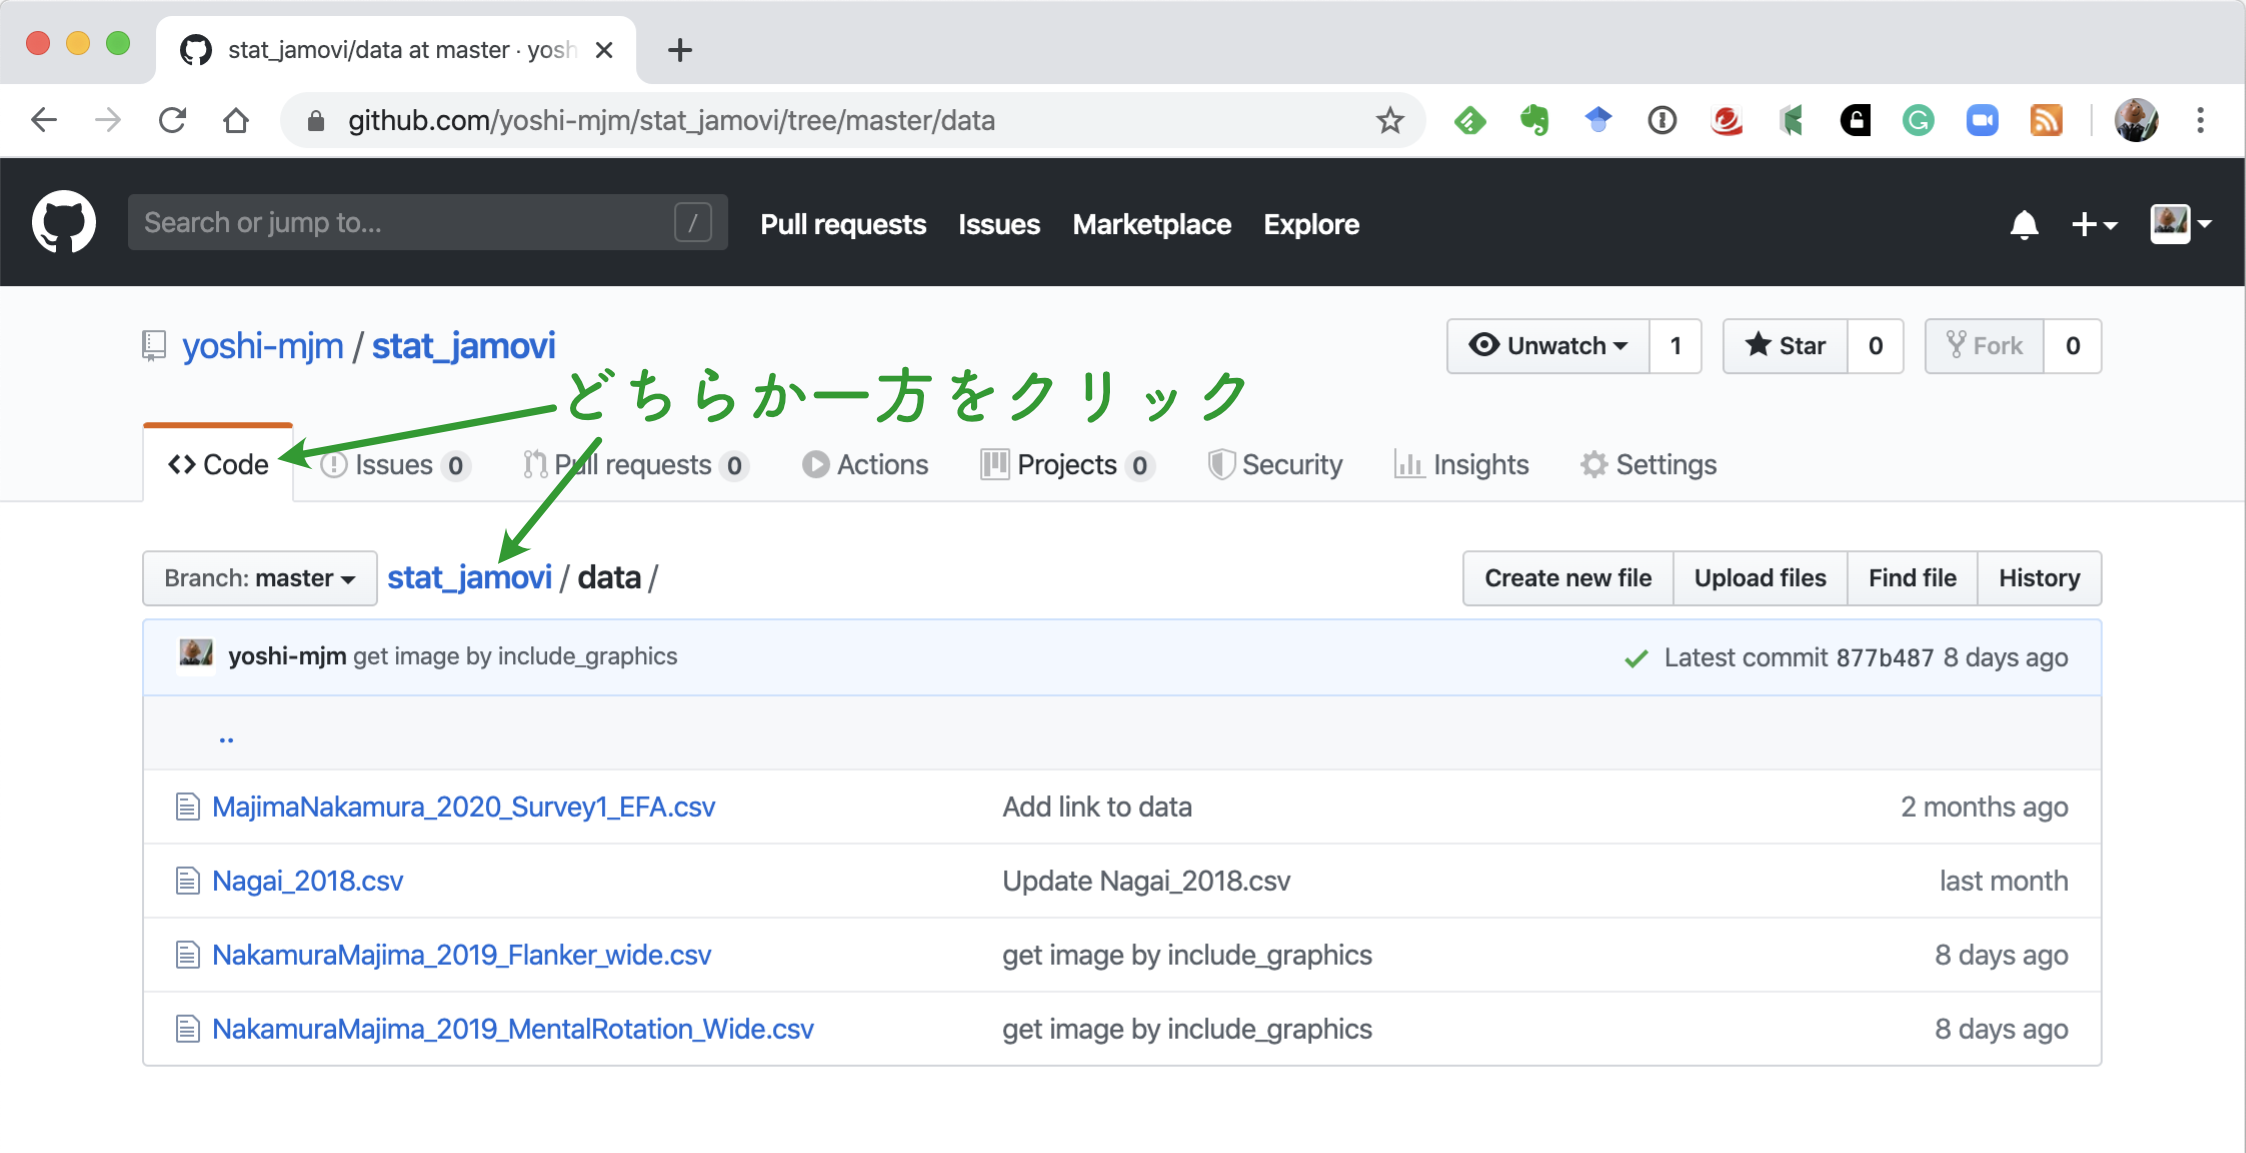 stat_jamovi/data at master · yosh
github.com/yoshi-mjm/stat_jamovi/tree/master/data
Search or jump to... /
Pull requests Issues Marketplace Explore
yoshi-mjm / stat_jamovi
Unwatch 1 Star 0 Fork 0
どちらか一方をクリック
Code Issues 0 Pull requests 0 Actions Projects 0 Security Insights Settings
Branch: master stat_jamovi / data /
Create new file Upload files Find file History
yoshi-mjm get image by include_graphics Latest commit 877b487 8 days ago
..
MajimaNakamura_2020_Survey1_EFA.csv Add link to data 2 months ago
Nagai_2018.csv Update Nagai_2018.csv last month
NakamuraMajima_2019_Flanker_wide.csv get image by include_graphics 8 days ago
NakamuraMajima_2019_MentalRotation_Wide.csv get image by include_graphics 8 days ago